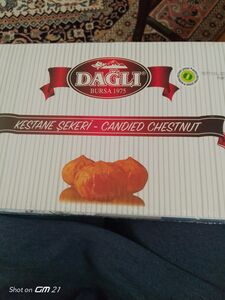 DAĞLI
BURSA 1975
KESTANE ŞEKERİ - CANDIED CHESTNUT
Shot on GM 21